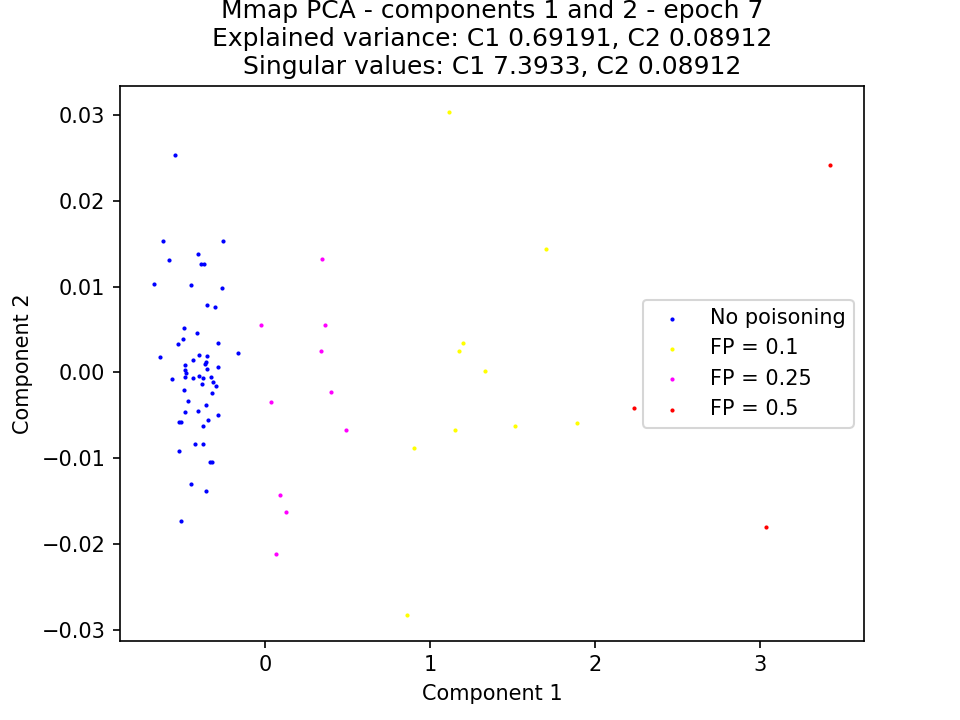 Mmap PCA - components 1 and 2 - epoch 7
Explained variance: C1 0.69191, C2 0.08912
Singular values: C1 7.3933, C2 0.08912
0.03
0.02
0.01
0.00
−0.01
−0.02
−0.03
Component 2
No poisoning
FP = 0.1
FP = 0.25
FP = 0.5
0
1
2
3
Component 1